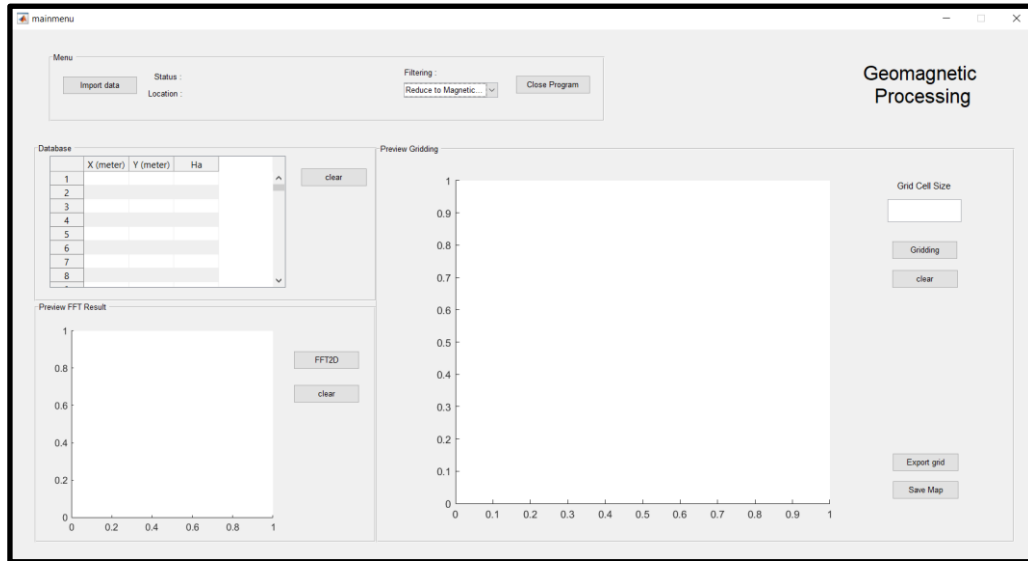 mainmenu
Menu
Import data
Status :
Location :
Filtering :
Reduce to Magnetic...
Close Program
Geomagnetic
Processing
Database
X (meter) Y (meter) Ha
1
2
3
4
5
6
7
8
clear
Preview FFT Result
1
0.8
0.6
0.4
0.2
0
0 0.2 0.4 0.6 0.8 1
FFT2D
clear
Preview Gridding
1
0.9
0.8
0.7
0.6
0.5
0.4
0.3
0.2
0.1
0
0 0.1 0.2 0.3 0.4 0.5 0.6 0.7 0.8 0.9 1
Grid Cell Size
Gridding
clear
Export grid
Save Map